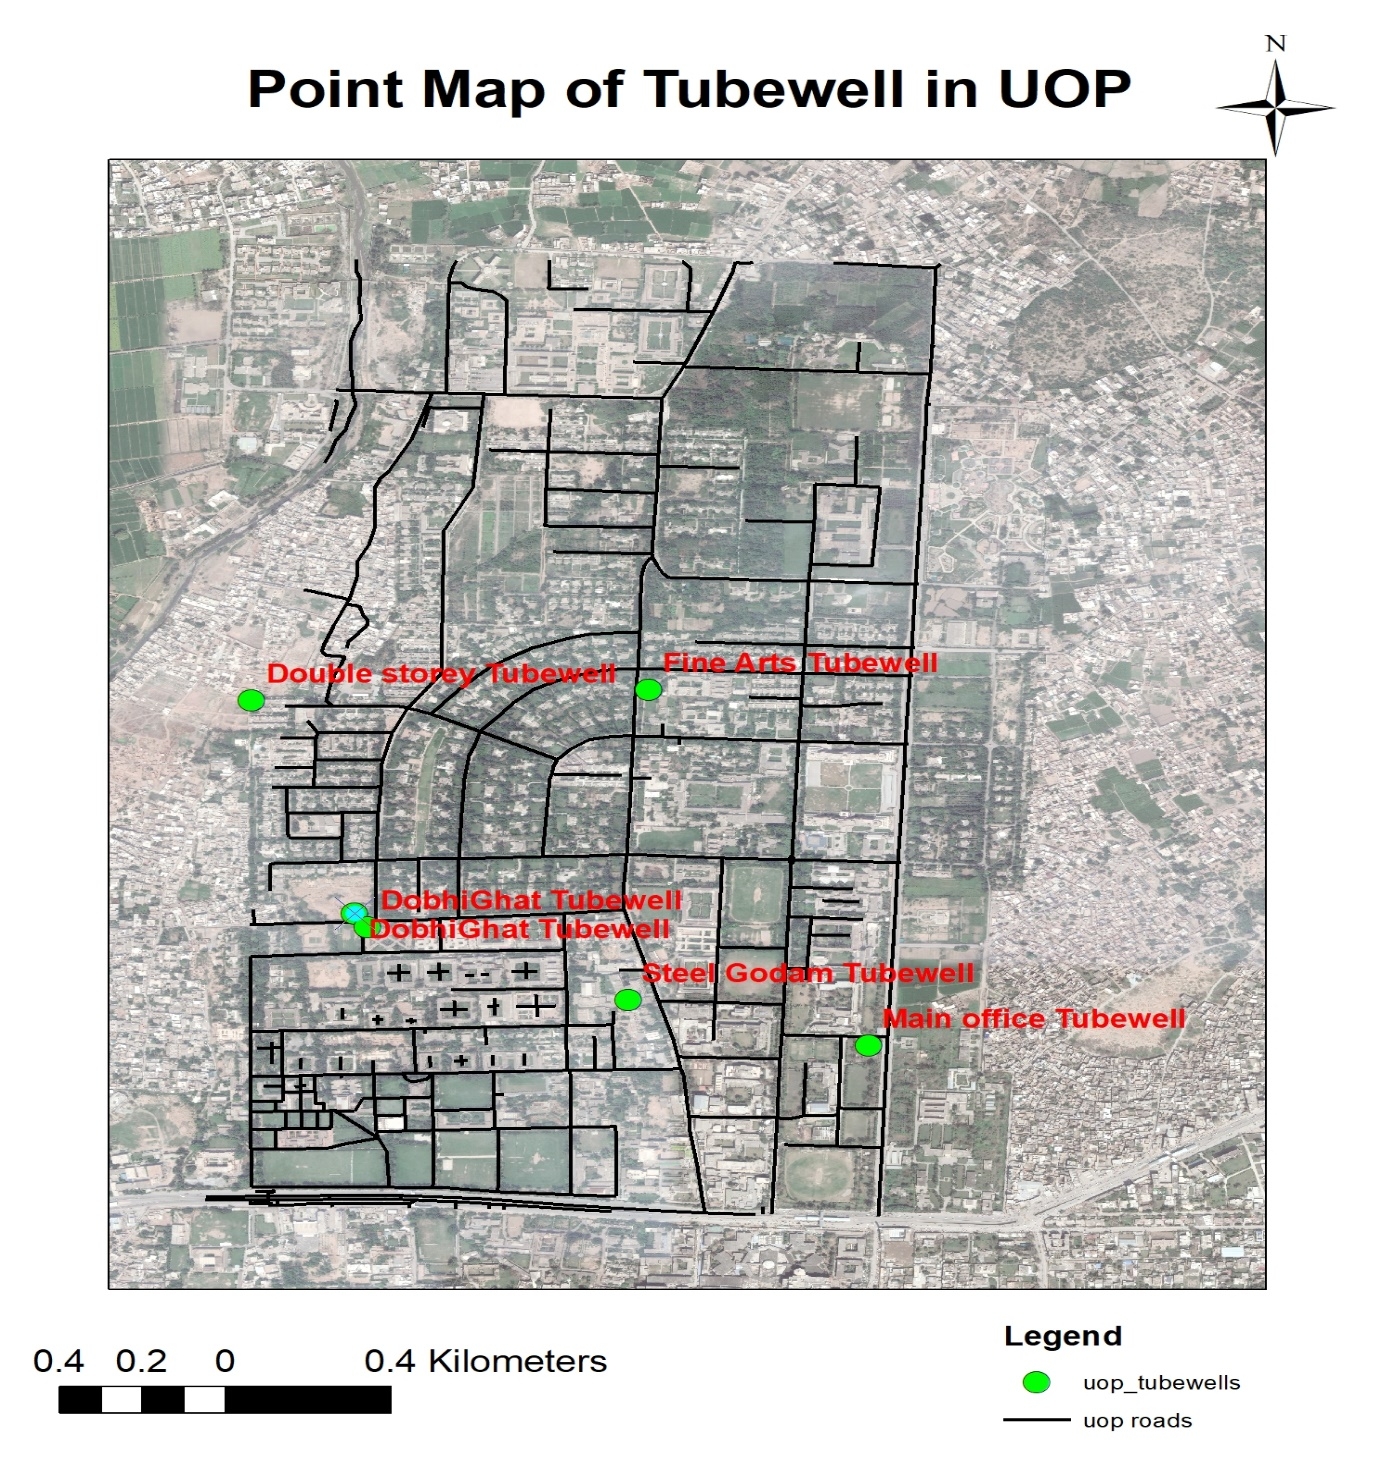 N
Point Map of Tubewell in UOP
Double storey Tubewell
Fine Arts Tubewell
DobhiGhat Tubewell
DobhiGhat Tubewell
Steel Godam Tubewell
Main office Tubewell
0.4 0.2 0 0.4 Kilometers
Legend
uop_tubewells
uop roads